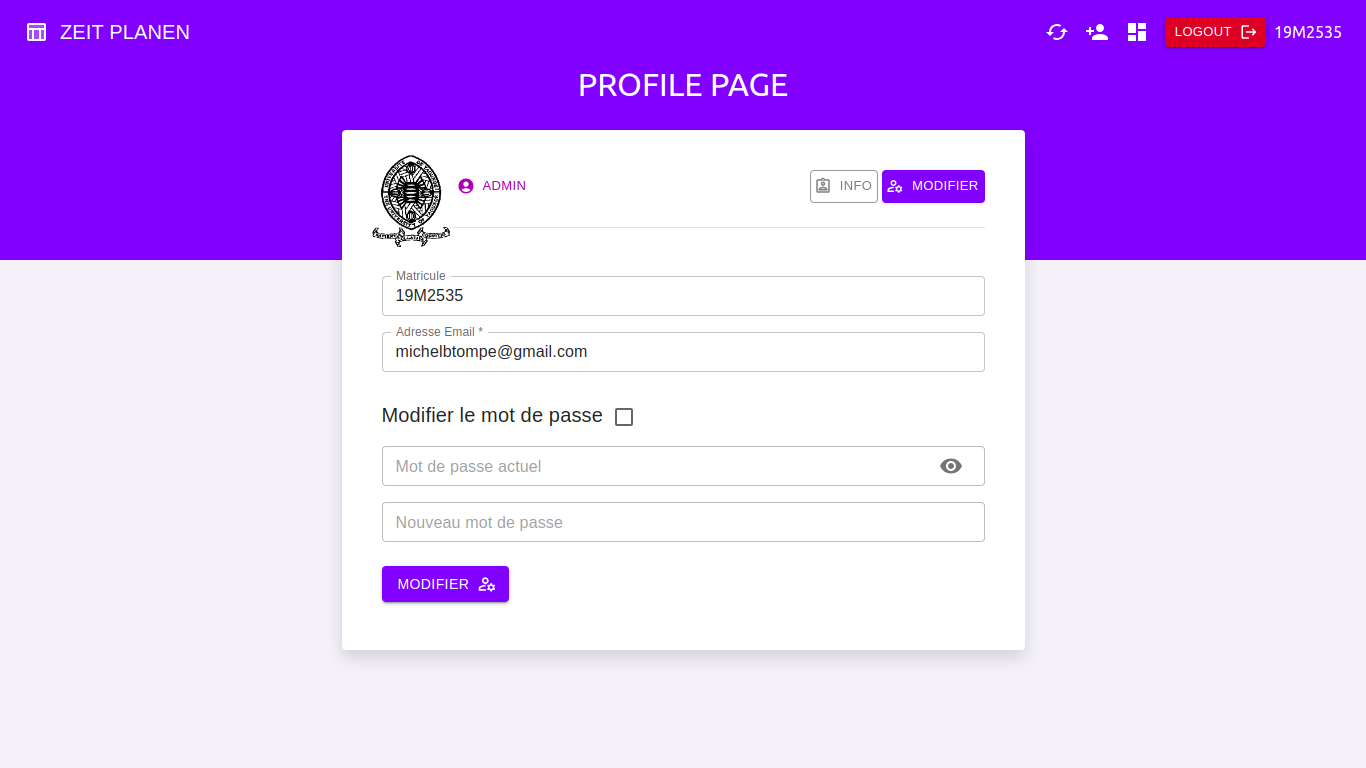 ZEIT PLANEN
LOGOUT
19M2535
PROFILE PAGE
ADMIN
INFO
MODIFIER
Matricule
19M2535
Adresse Email *
michelbtompe@gmail.com
Modifier le mot de passe
Mot de passe actuel
Nouveau mot de passe
MODIFIER